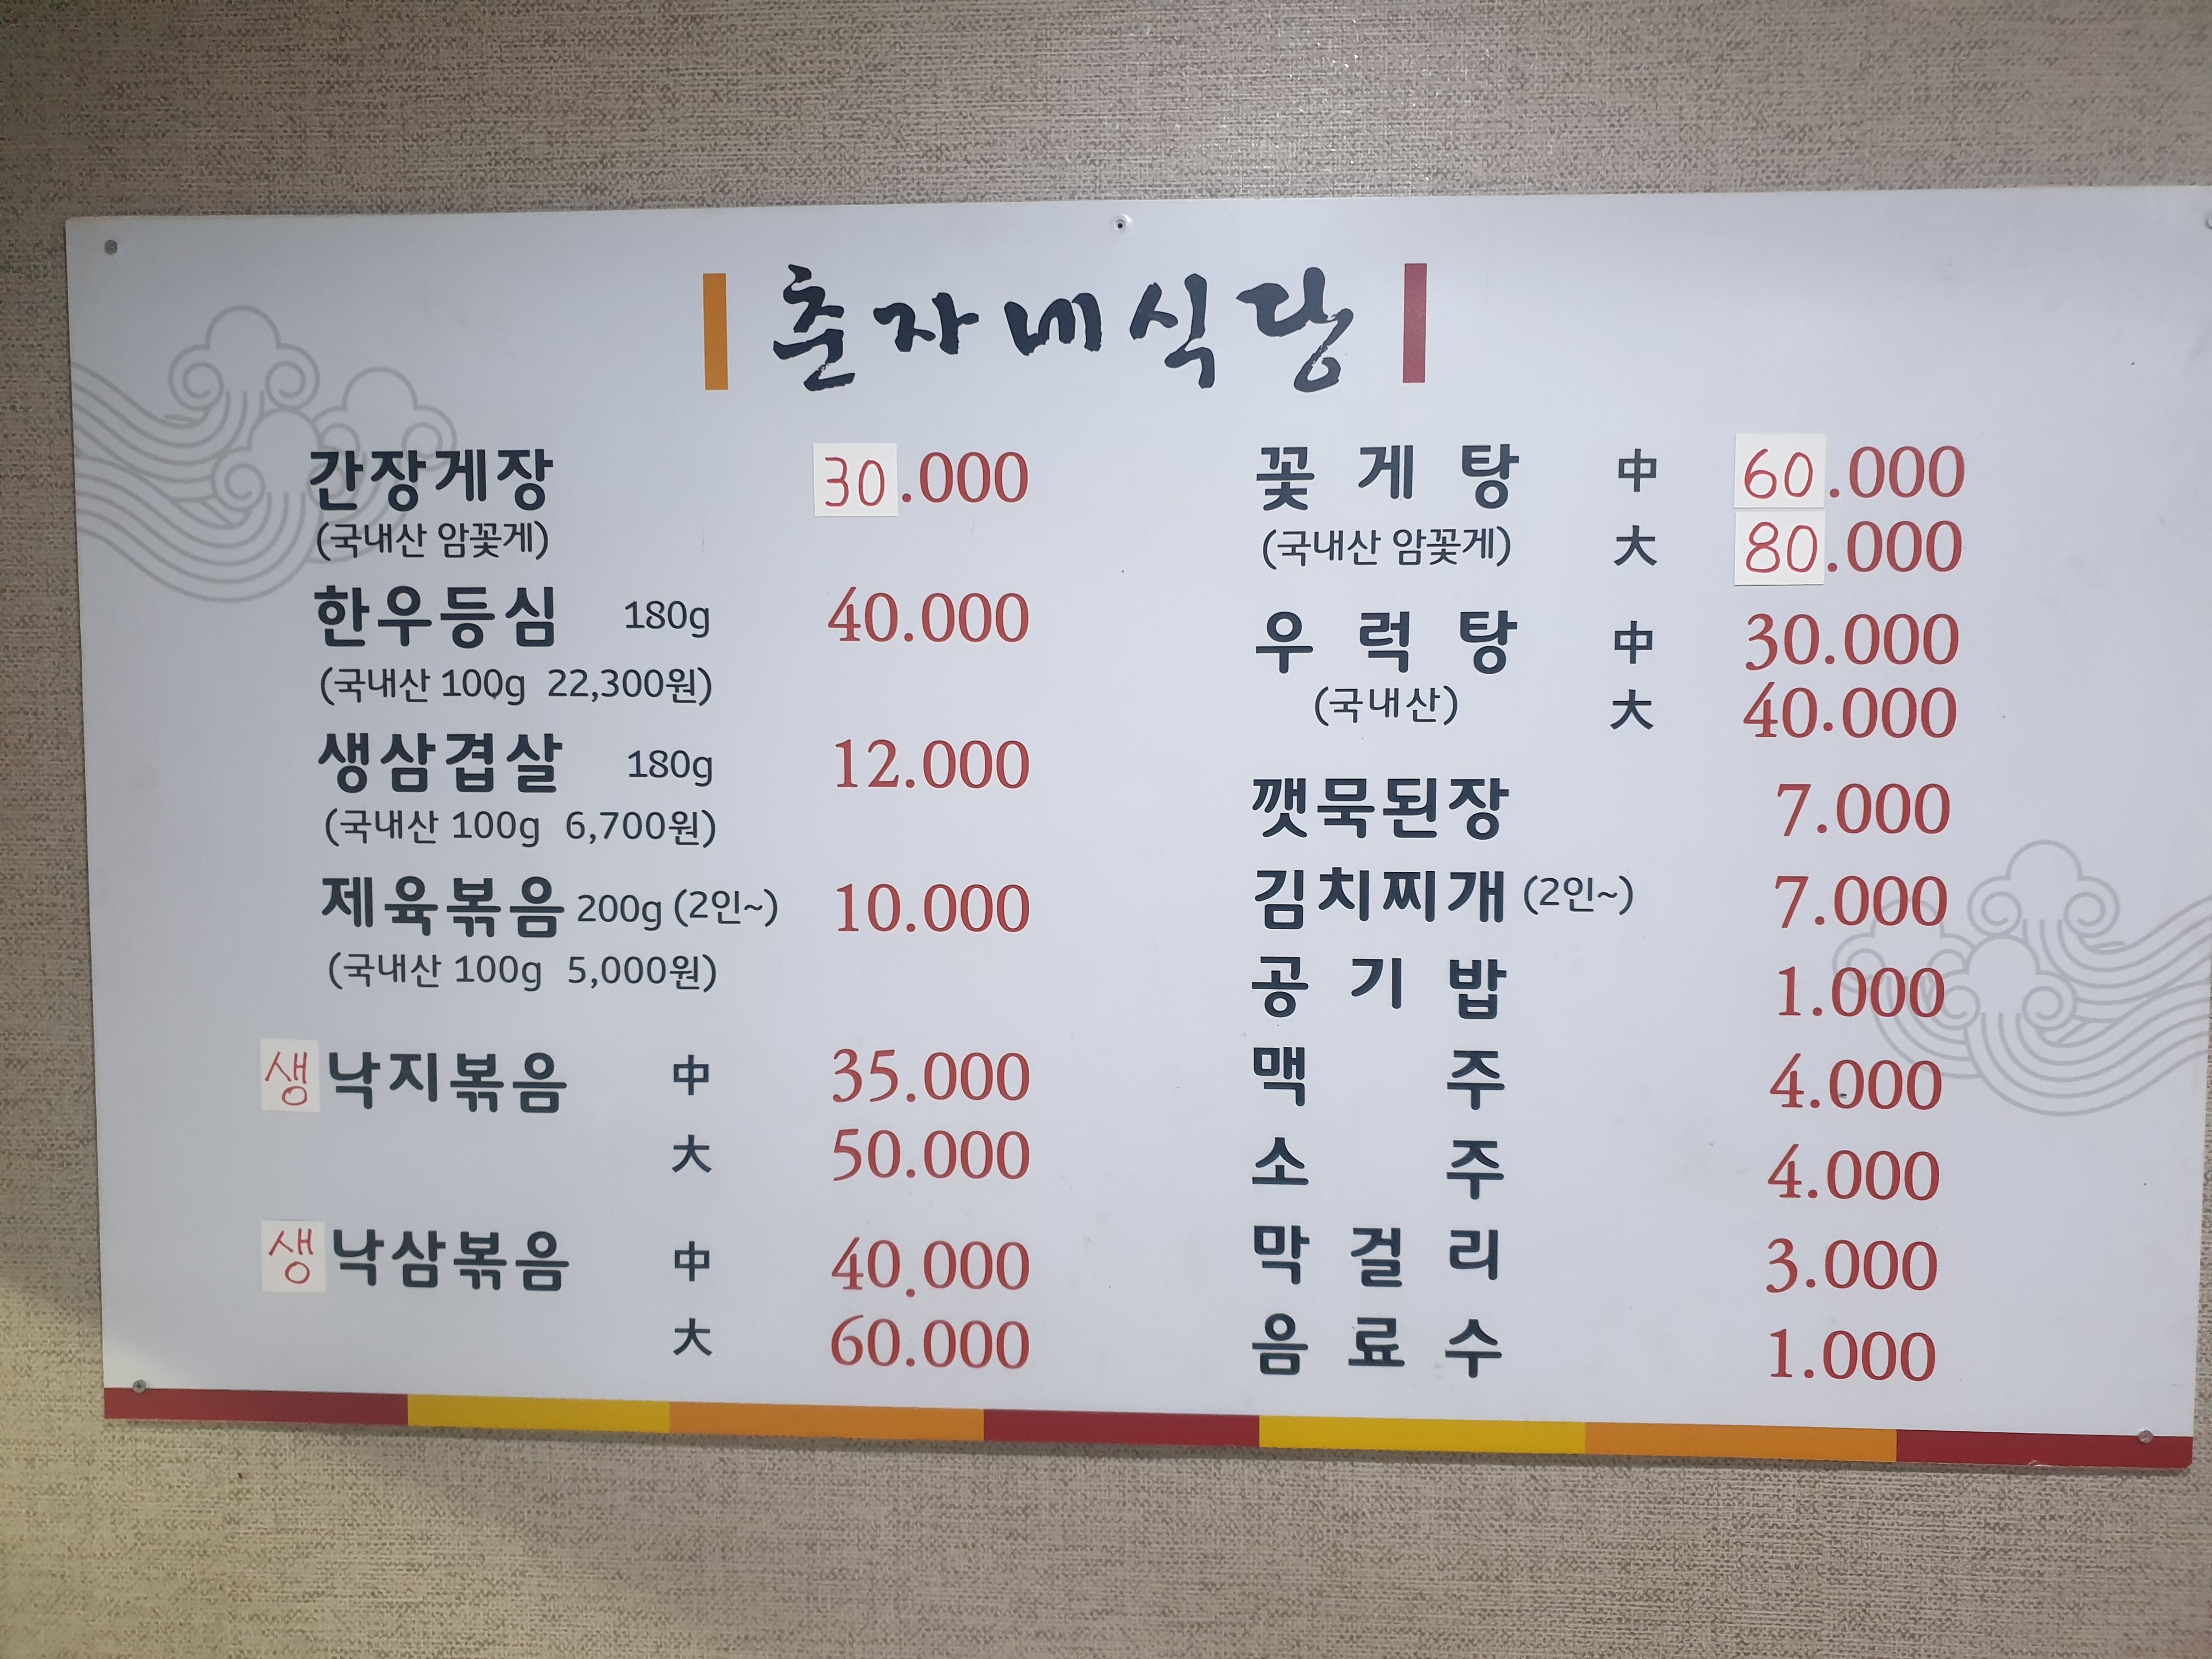 춘자네식당
간장게장 30.000
(국내산 암꽃게)
한우등심 180g 40.000
(국내산 100g 22,300원)
생삼겹살 180g 12.000
(국내산 100g 6,700원)
제육볶음 200g (2인~) 10.000
(국내산 100g 5,000원)
생 낙지볶음 中 35.000
大 50.000
생 낙삼볶음 中 40.000
大 60.000
꽃게탕 中 60.000
(국내산 암꽃게) 大 80.000
우럭탕 中 30.000
(국내산) 大 40.000
깻묵된장 7.000
김치찌개 (2인~) 7.000
공기밥 1.000
맥주 4.000
소주 4.000
막걸리 3.000
음료수 1.000